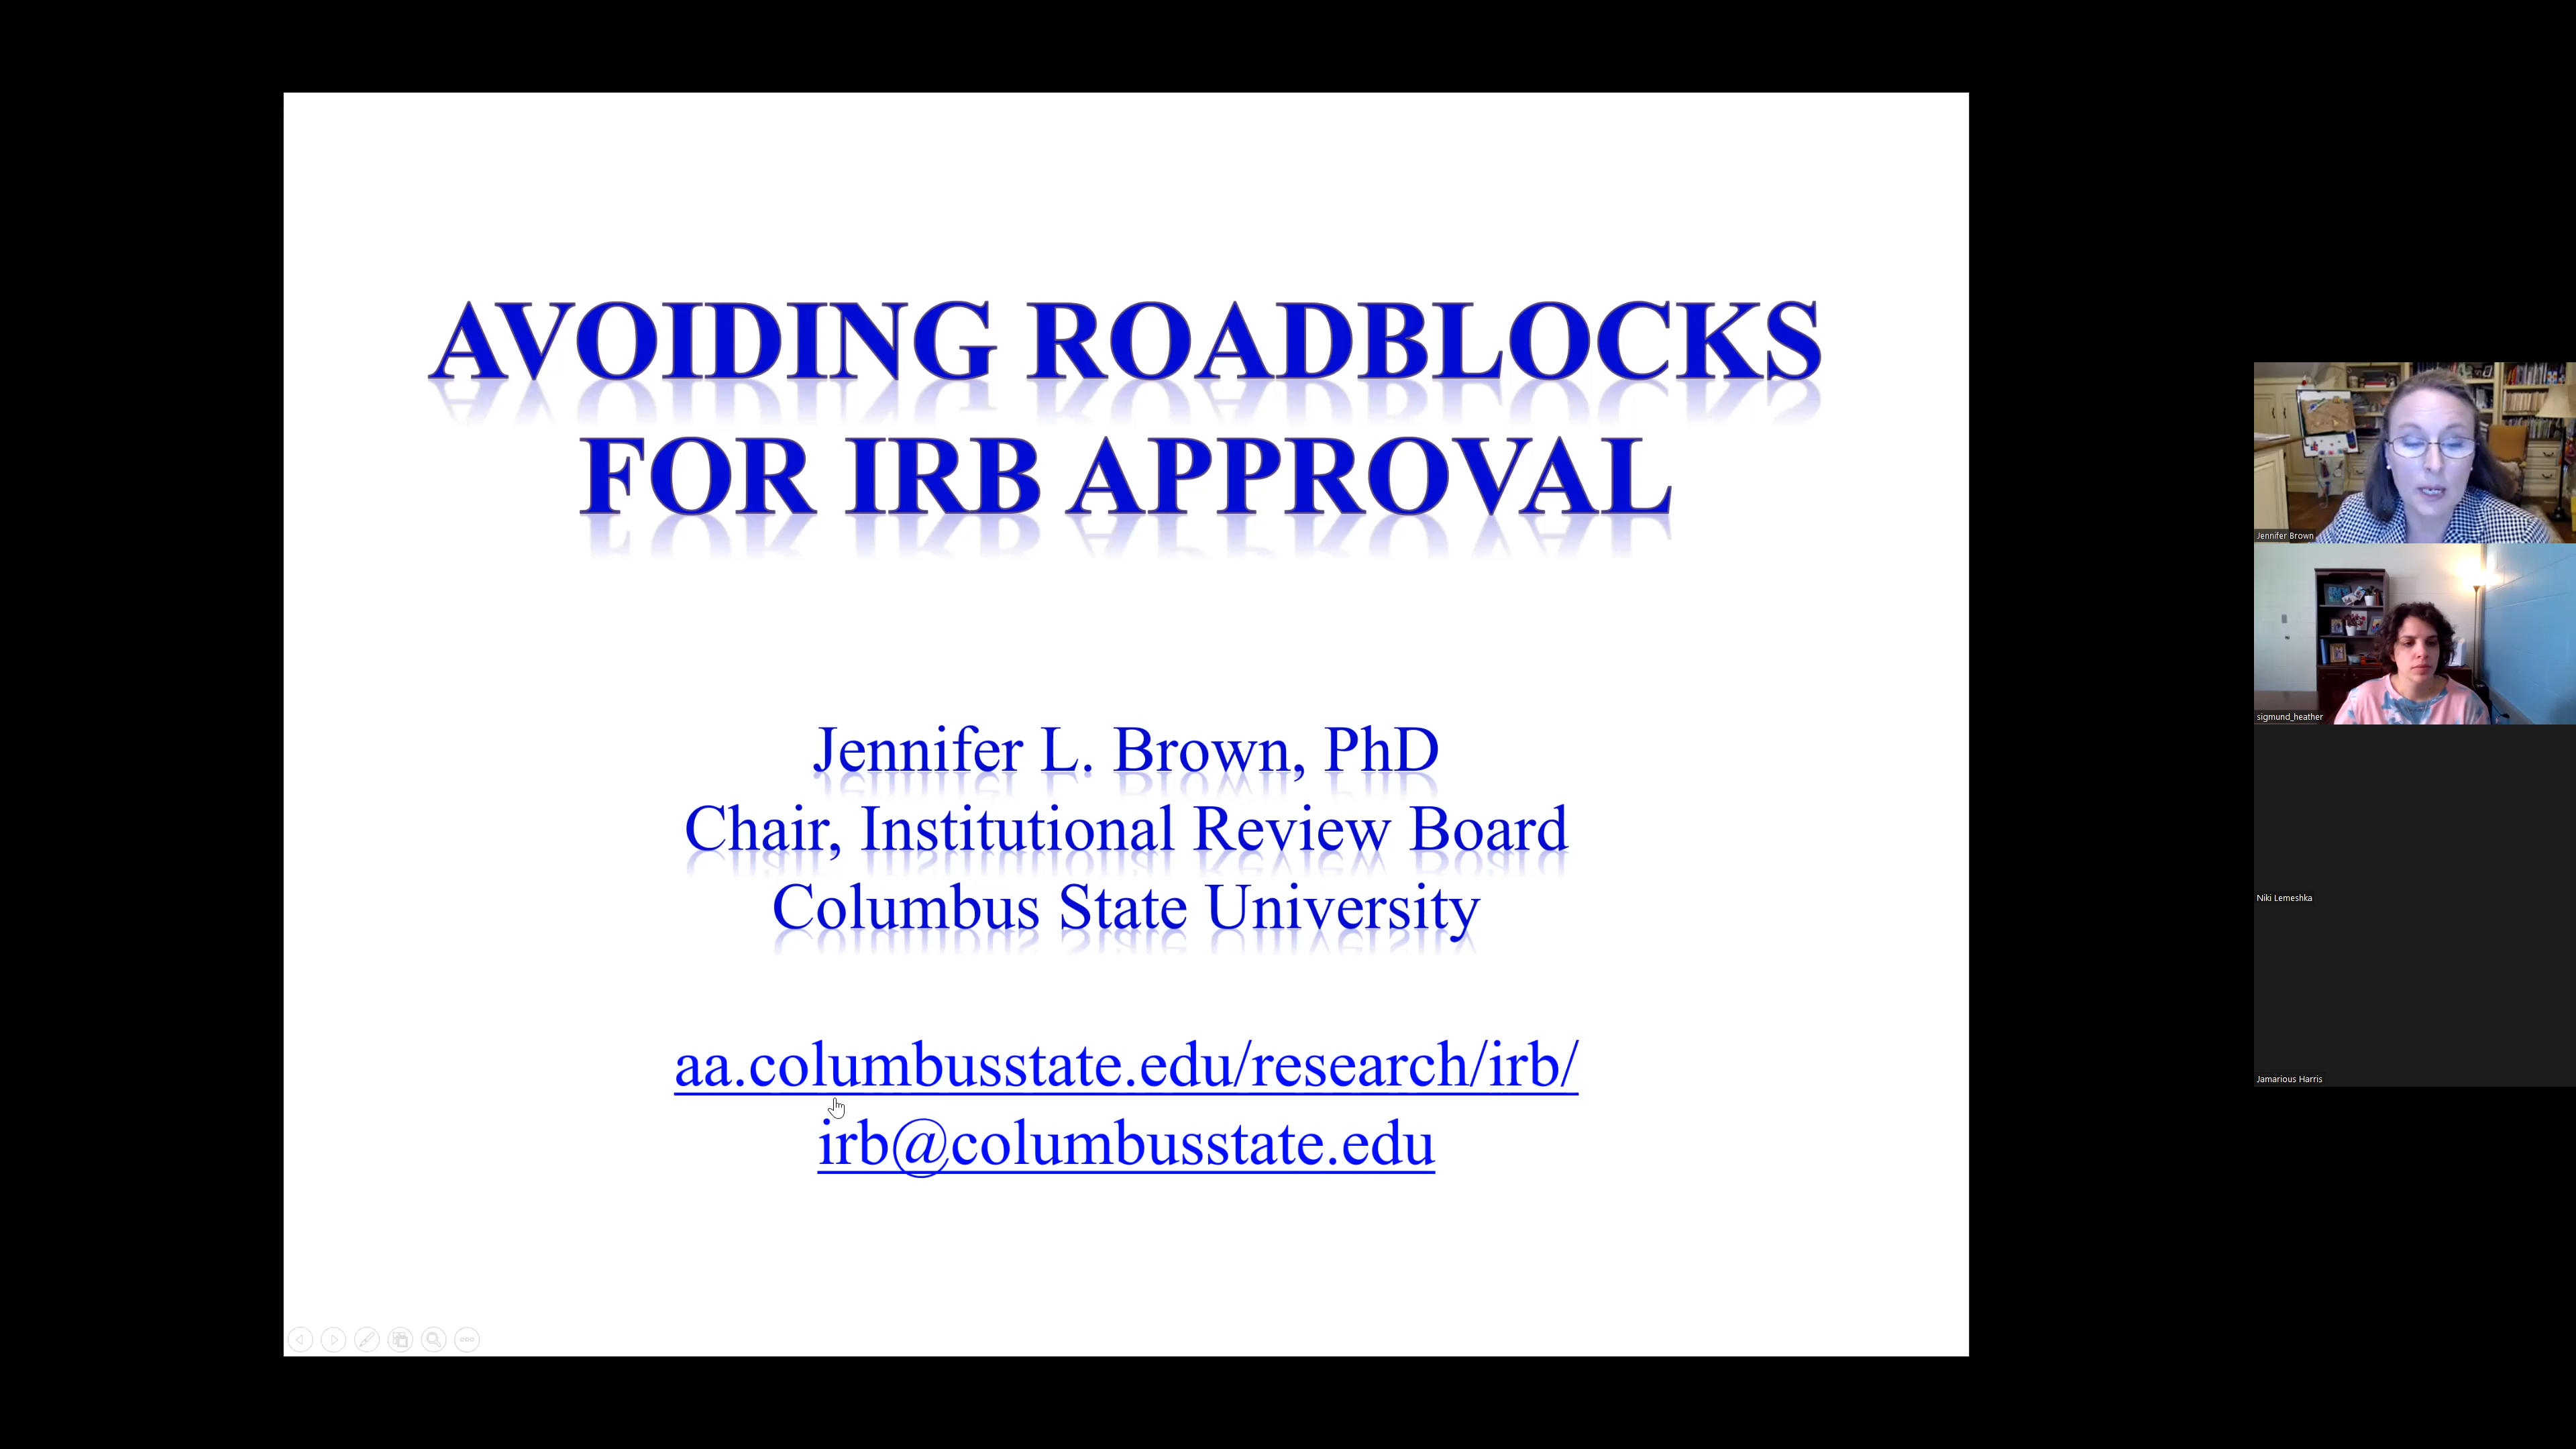 AVOIDING ROADBLOCKS
FOR IRB APPROVAL
Jennifer L. Brown, PhD
Chair, Institutional Review Board
Columbus State University
aa.columbusstate.edu/research/irb/
irb@columbusstate.edu
Jennifer Brown
sigmund_heather
Niki Lemeshka
Jamarious Harris